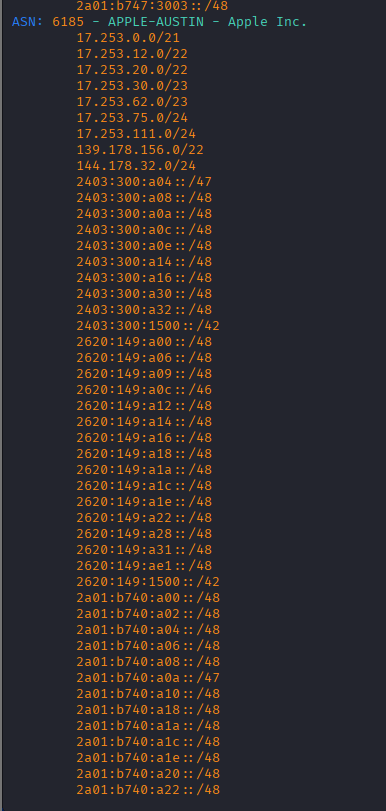 2a01:b747:3003::/48
ASN: 6185 - APPLE-AUSTIN - Apple Inc.
17.253.0.0/21
17.253.12.0/22
17.253.20.0/22
17.253.30.0/23
17.253.62.0/23
17.253.75.0/24
17.253.111.0/24
139.178.156.0/22
144.178.32.0/24
2403:300:a04::/47
2403:300:a08::/48
2403:300:a0a::/48
2403:300:a0c::/48
2403:300:a0e::/48
2403:300:a14::/48
2403:300:a16::/48
2403:300:a30::/48
2403:300:a32::/48
2403:300:1500::/42
2620:149:a00::/48
2620:149:a06::/48
2620:149:a09::/48
2620:149:a0c::/46
2620:149:a12::/48
2620:149:a14::/48
2620:149:a16::/48
2620:149:a18::/48
2620:149:a1a::/48
2620:149:a1c::/48
2620:149:a1e::/48
2620:149:a22::/48
2620:149:a28::/48
2620:149:a31::/48
2620:149:ae1::/48
2620:149:1500::/42
2a01:b740:a00::/48
2a01:b740:a02::/48
2a01:b740:a04::/48
2a01:b740:a06::/48
2a01:b740:a08::/48
2a01:b740:a0a::/47
2a01:b740:a10::/48
2a01:b740:a18::/48
2a01:b740:a1a::/48
2a01:b740:a1c::/48
2a01:b740:a1e::/48
2a01:b740:a20::/48
2a01:b740:a22::/48